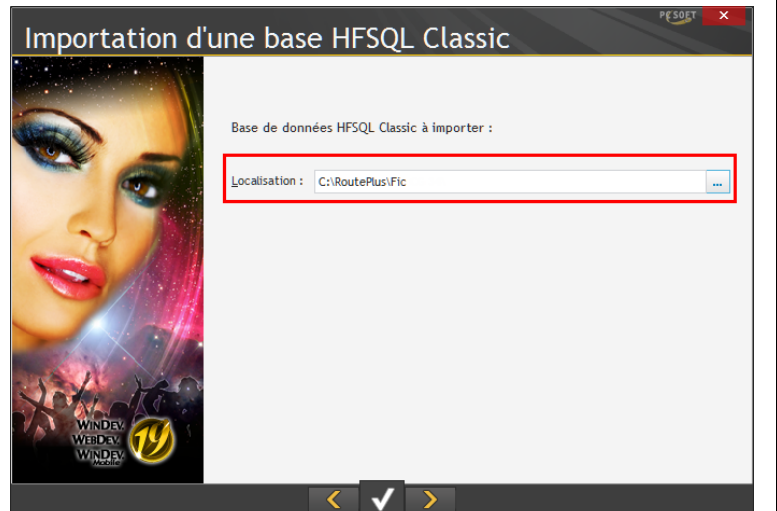 PCSOFT
Importation d'une base HFSQL Classic
Base de données HFSQL Classic à importer :
Localisation : C:\RoutePlus\Fic ...
WINDEV
WEBDEV
WINDEV
Mobile
19